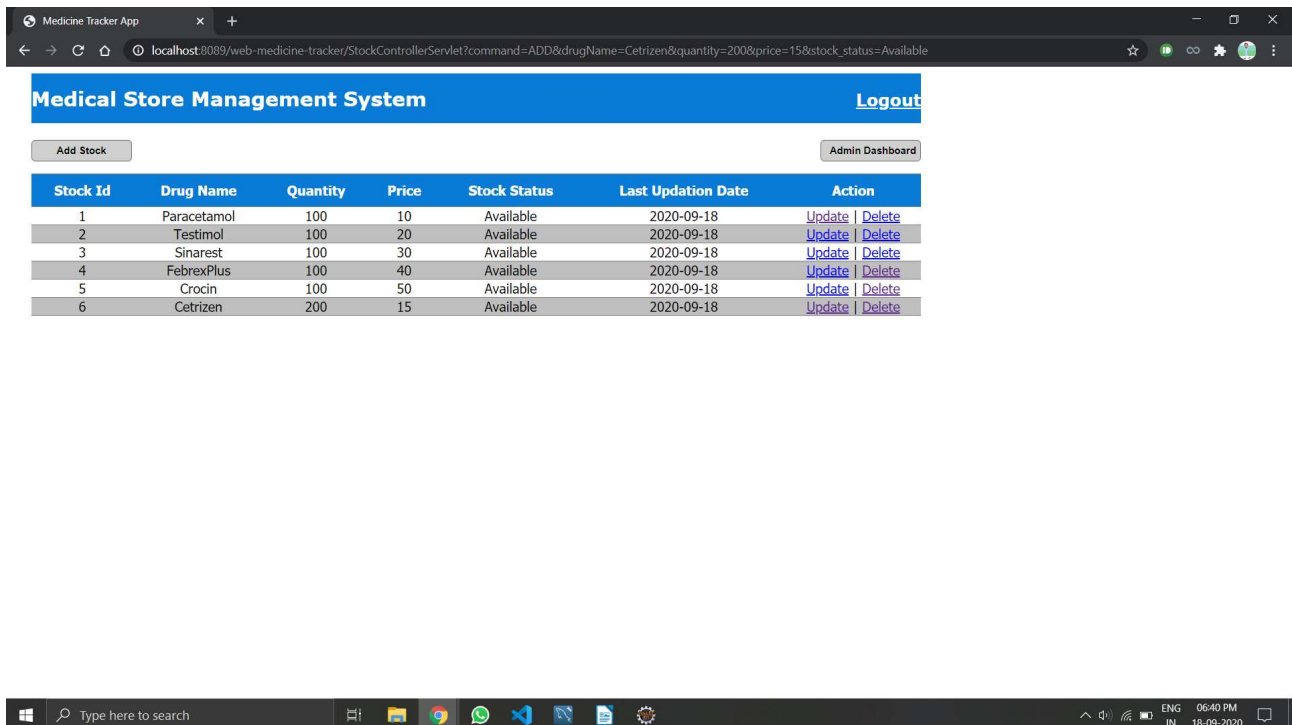 Medicine Tracker App
localhost:8089/web-medicine-tracker/StockControllerServlet?command=ADD&drugName=Cetrizen&quantity=200&price=15&stock_status=Available
Medical Store Management System Logout
Add Stock Admin Dashboard
Stock Id Drug Name Quantity Price Stock Status Last Updation Date Action
1 Paracetamol 100 10 Available 2020-09-18 Update | Delete
2 Testimol 100 20 Available 2020-09-18 Update | Delete
3 Sinarest 100 30 Available 2020-09-18 Update | Delete
4 FebrexPlus 100 40 Available 2020-09-18 Update | Delete
5 Crocin 100 50 Available 2020-09-18 Update | Delete
6 Cetrizen 200 15 Available 2020-09-18 Update | Delete
Type here to search
ENG 06:40 PM
IN 18-09-2020